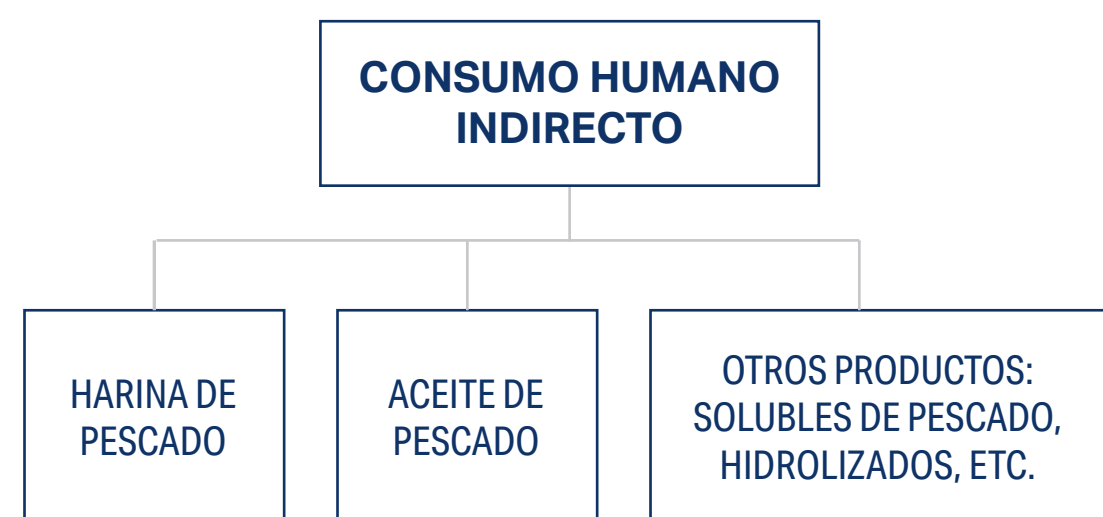 CONSUMO HUMANO
INDIRECTO
HARINA DE
PESCADO
ACEITE DE
PESCADO
OTROS PRODUCTOS:
SOLUBLES DE PESCADO,
HIDROLIZADOS, ETC.